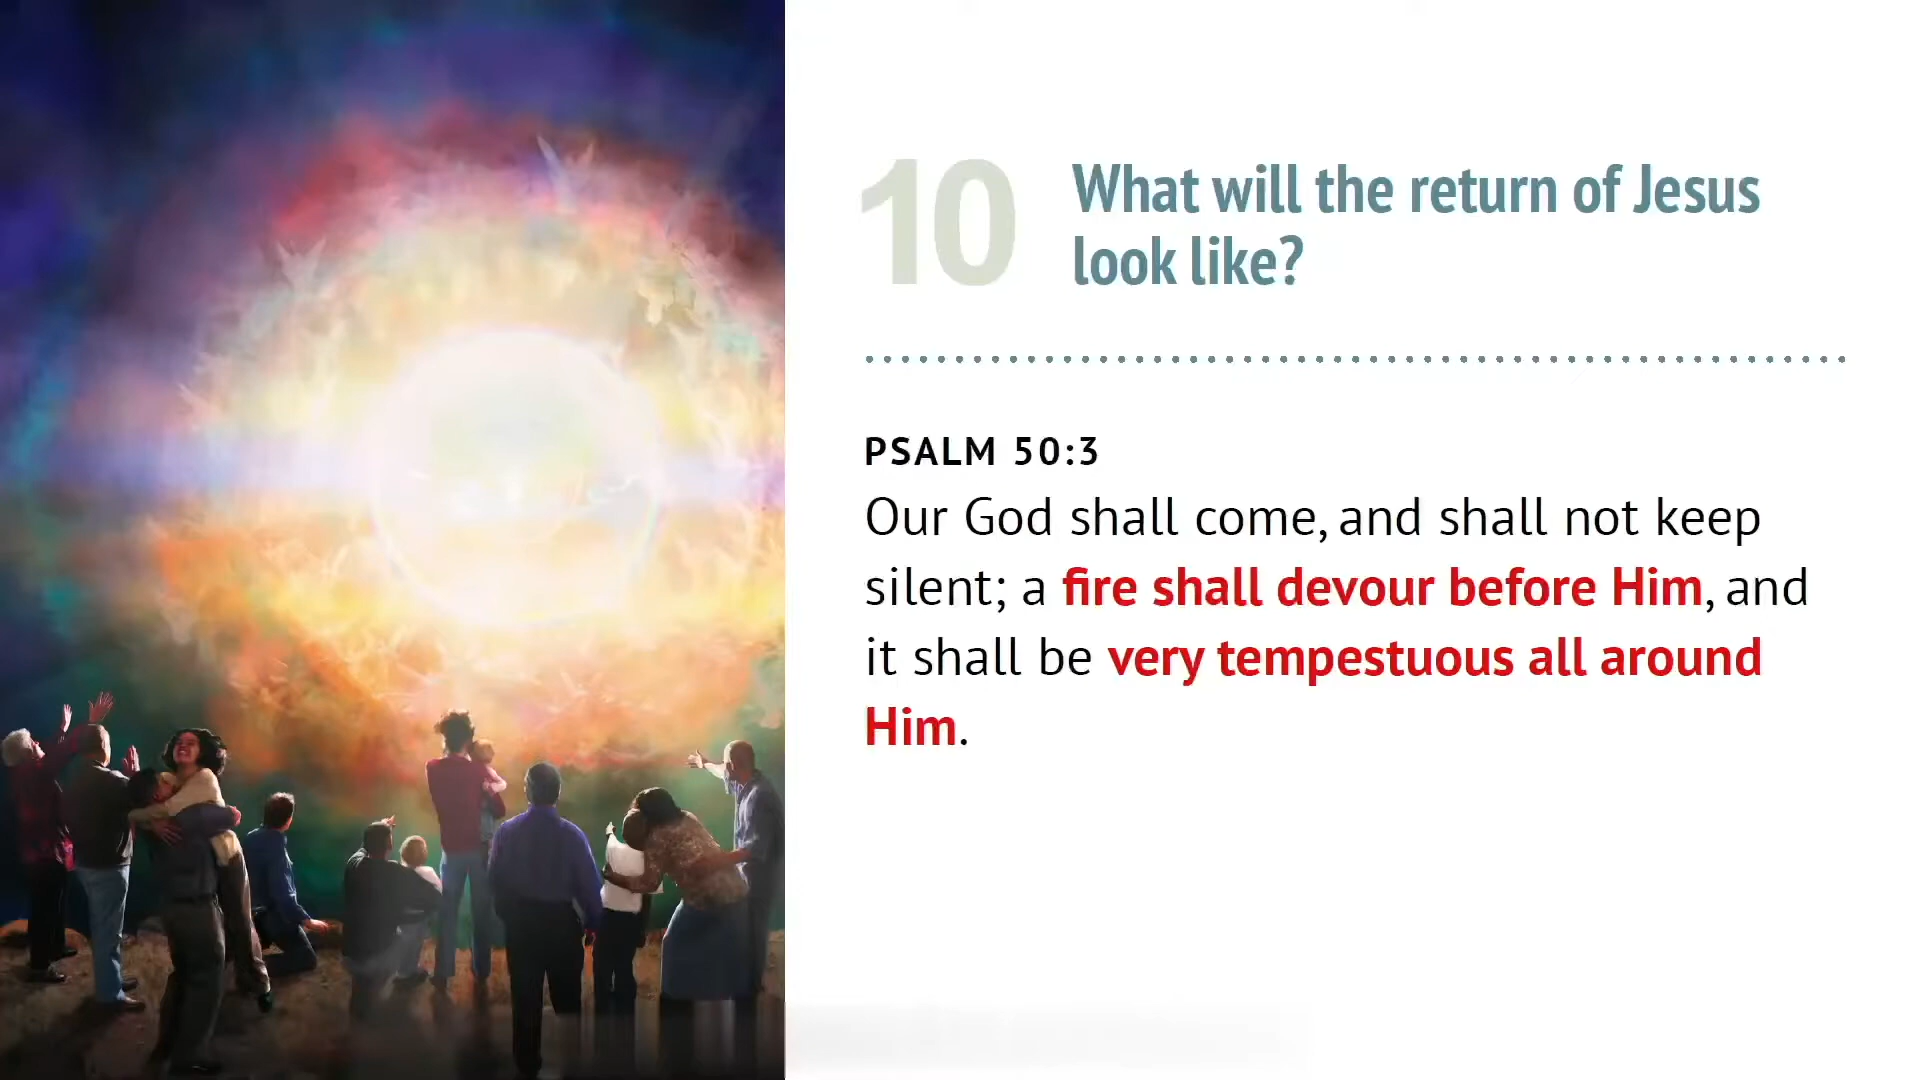 10
What will the return of Jesus
look like?
PSALM 50:3
Our God shall come, and shall not keep
silent; a fire shall devour before Him, and
it shall be very tempestuous all around
Him.